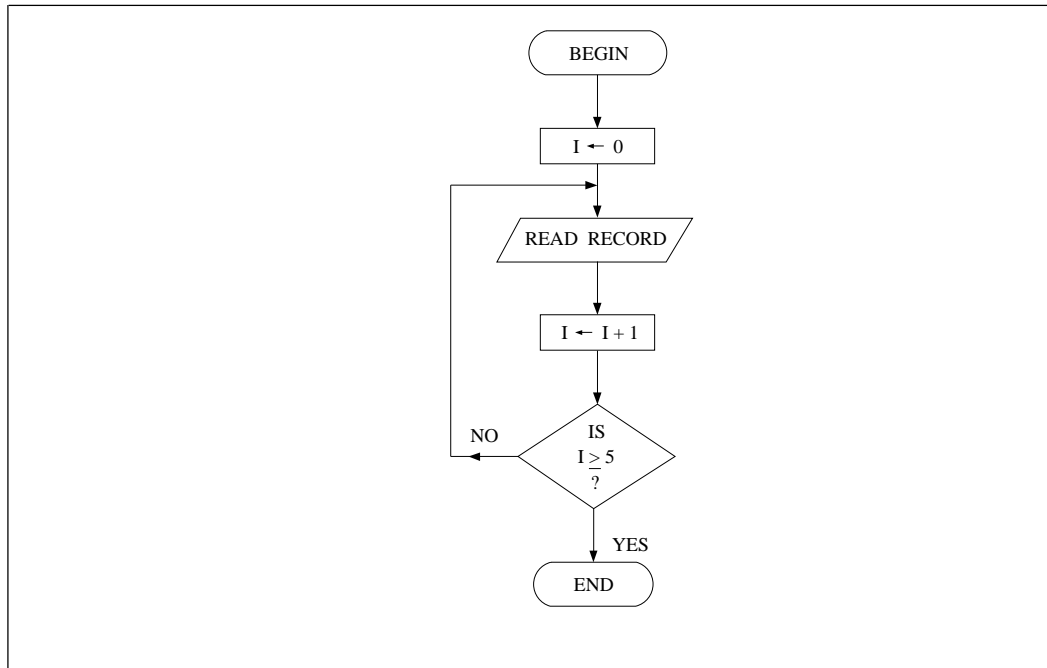 BEGIN
I ← 0
READ RECORD
I ← I + 1
IS
I ≥ 5
?
NO
YES
END